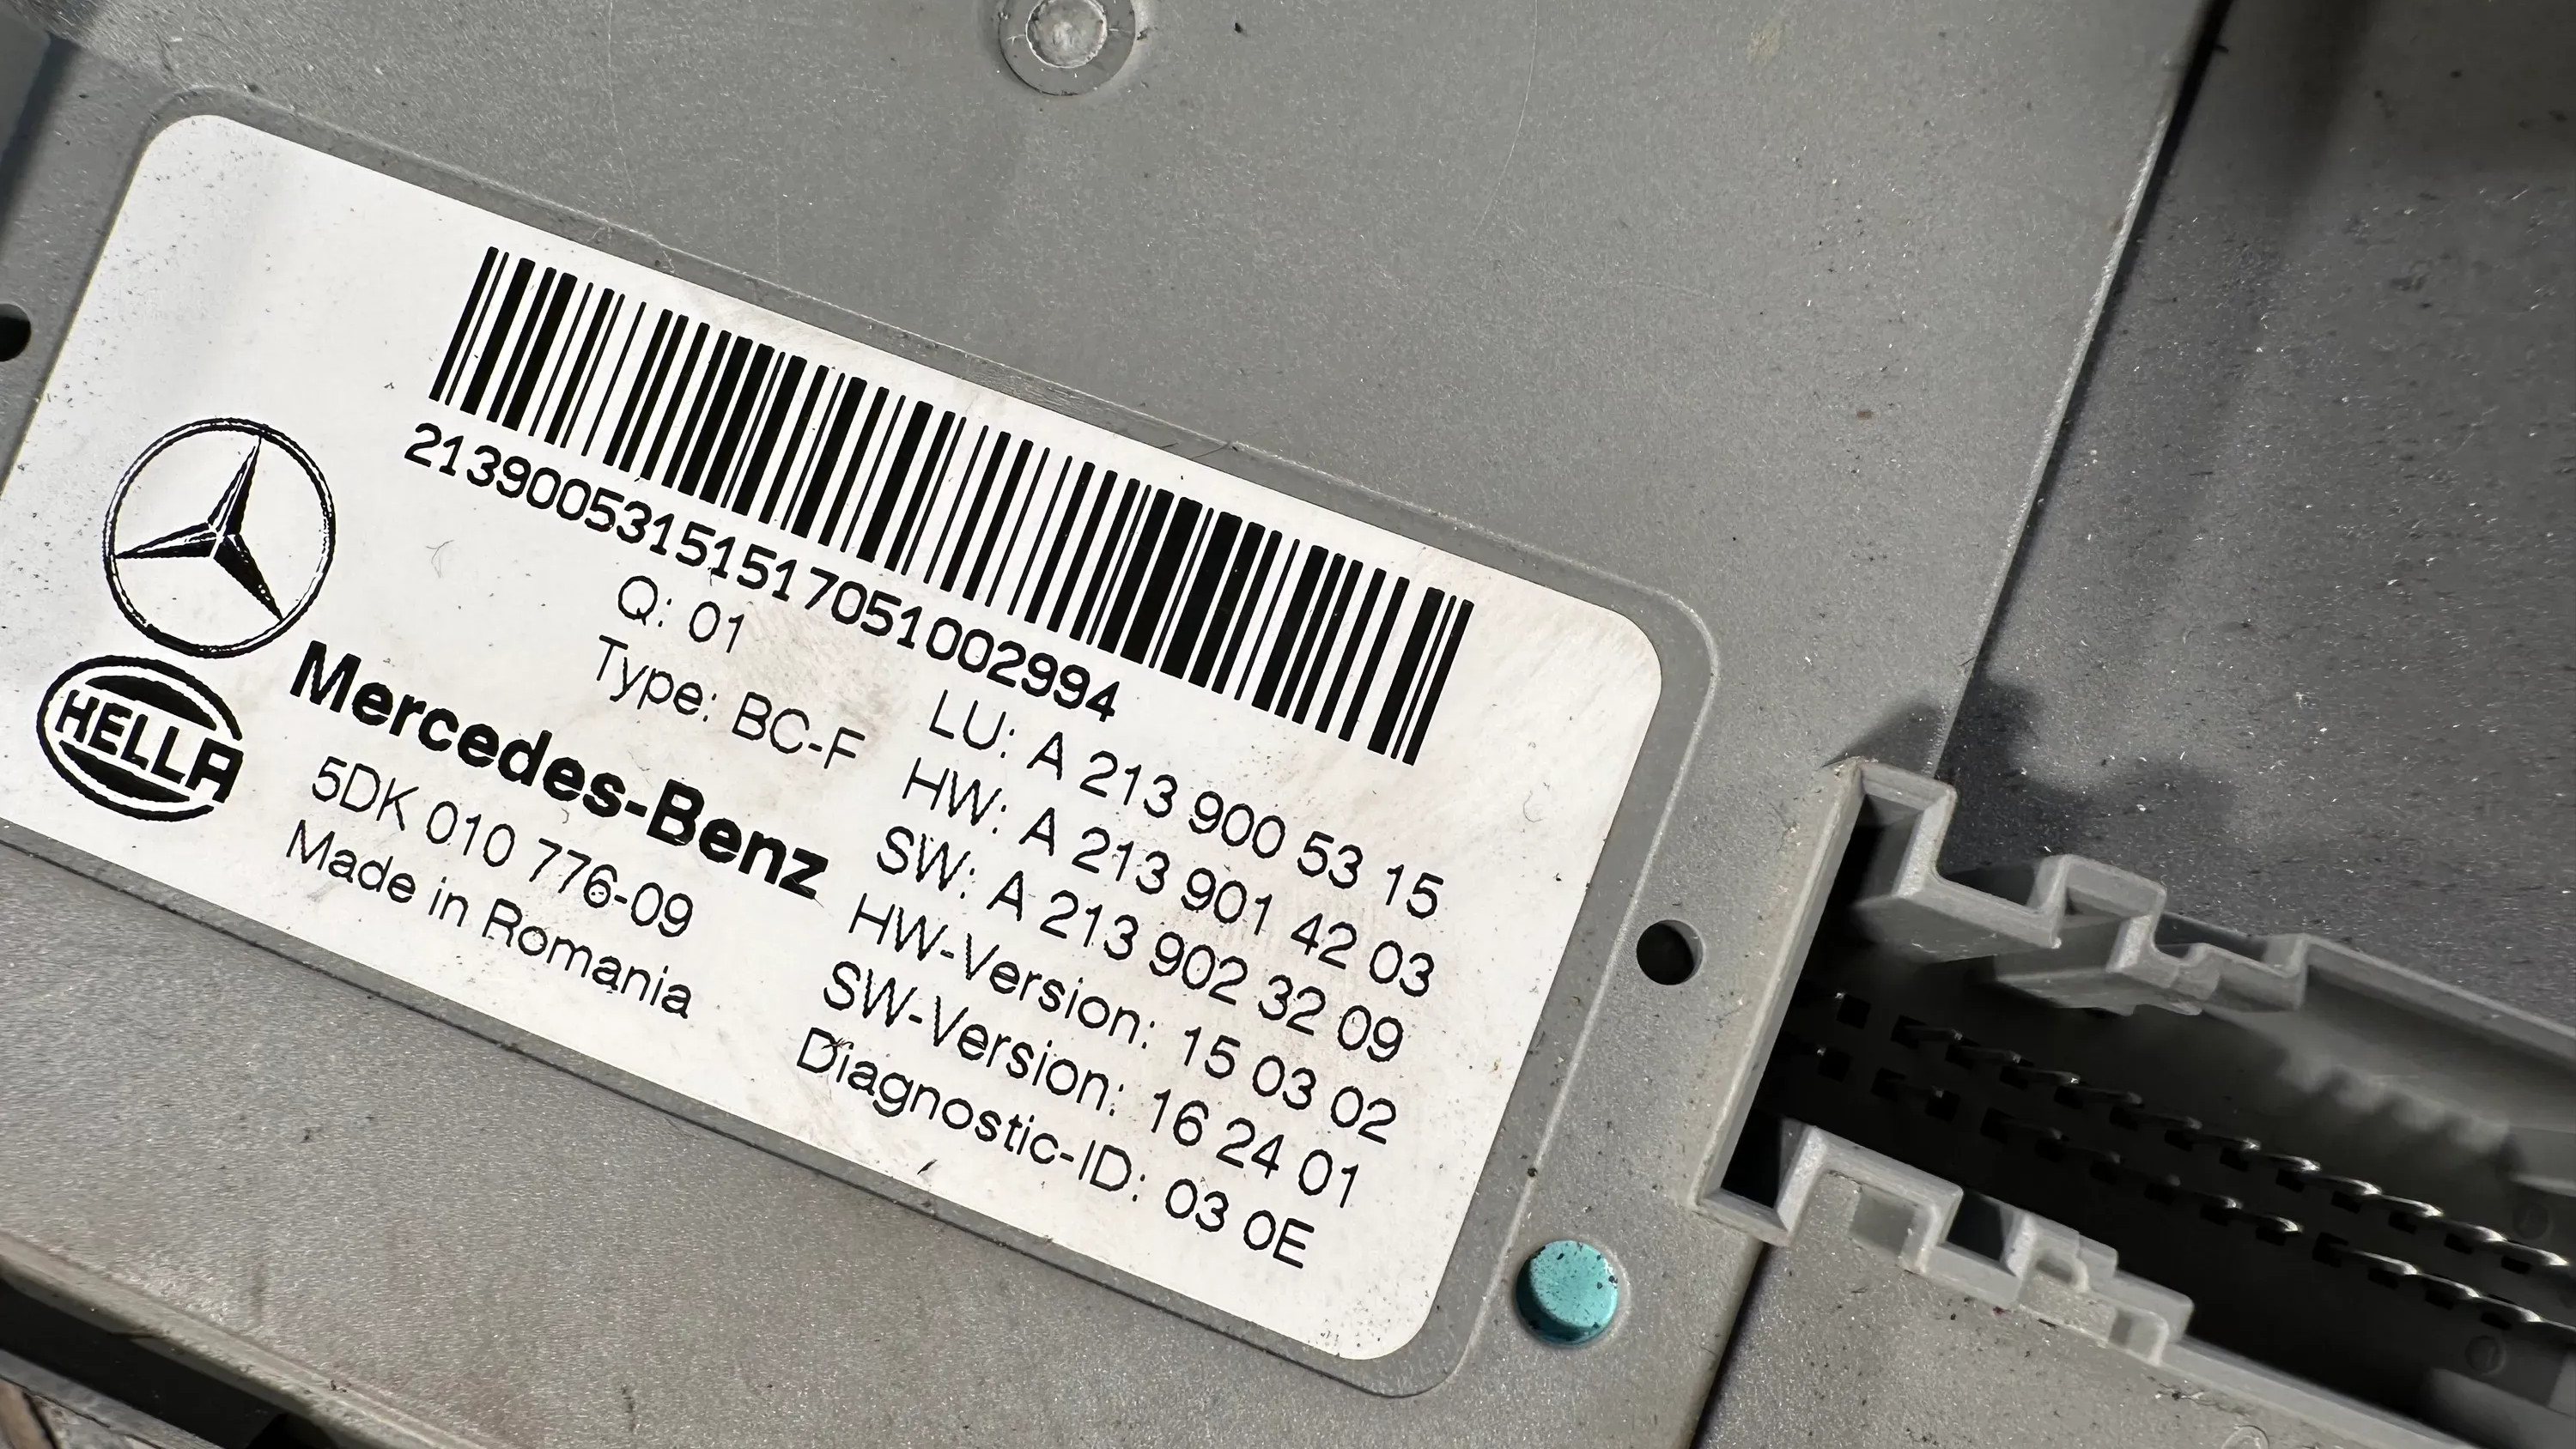 21390053151517051002994
Q: 01
Type: BC-F
Mercedes-Benz
HELLA
5DK 010 776-09
Made in Romania
LU: A 213 900 53 15
HW: A 213 901 42 03
SW: A 213 902 32 09
HW-Version: 15 03 02
SW-Version: 16 24 01
Diagnostic-ID: 03 0E